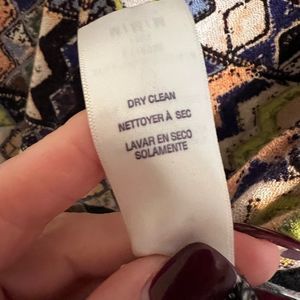 DRY CLEAN
NETTOYER À SEC
LAVAR EN SECO
SOLAMENTE